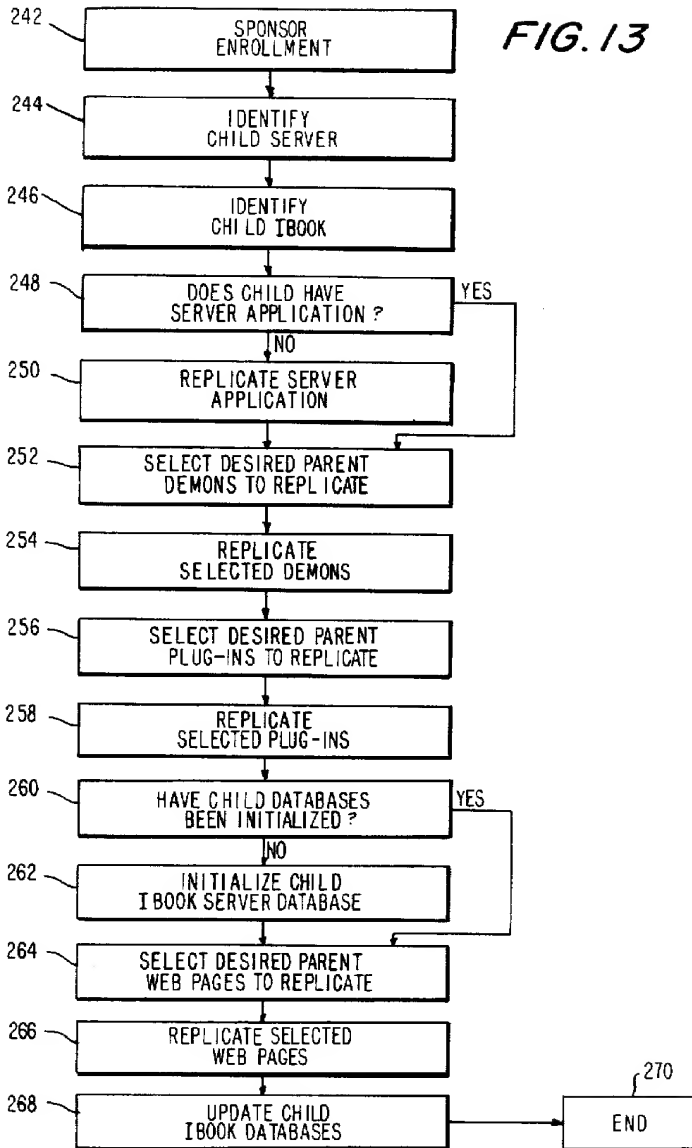 FIG. 13
242
SPONSOR
ENROLLMENT
244
IDENTIFY
CHILD SERVER
246
IDENTIFY
CHILD IBOOK
248
DOES CHILD HAVE
SERVER APPLICATION ?
YES
NO
250
REPLICATE SERVER
APPLICATION
252
SELECT DESIRED PARENT
DEMONS TO REPLICATE
254
REPLICATE
SELECTED DEMONS
256
SELECT DESIRED PARENT
PLUG-INS TO REPLICATE
258
REPLICATE
SELECTED PLUG-INS
260
HAVE CHILD DATABASES
BEEN INITIALIZED ?
YES
NO
262
INITIALIZE CHILD
IBOOK SERVER DATABASE
264
SELECT DESIRED PARENT
WEB PAGES TO REPLICATE
266
REPLICATE SELECTED
WEB PAGES
268
UPDATE CHILD
IBOOK DATABASES
270
END